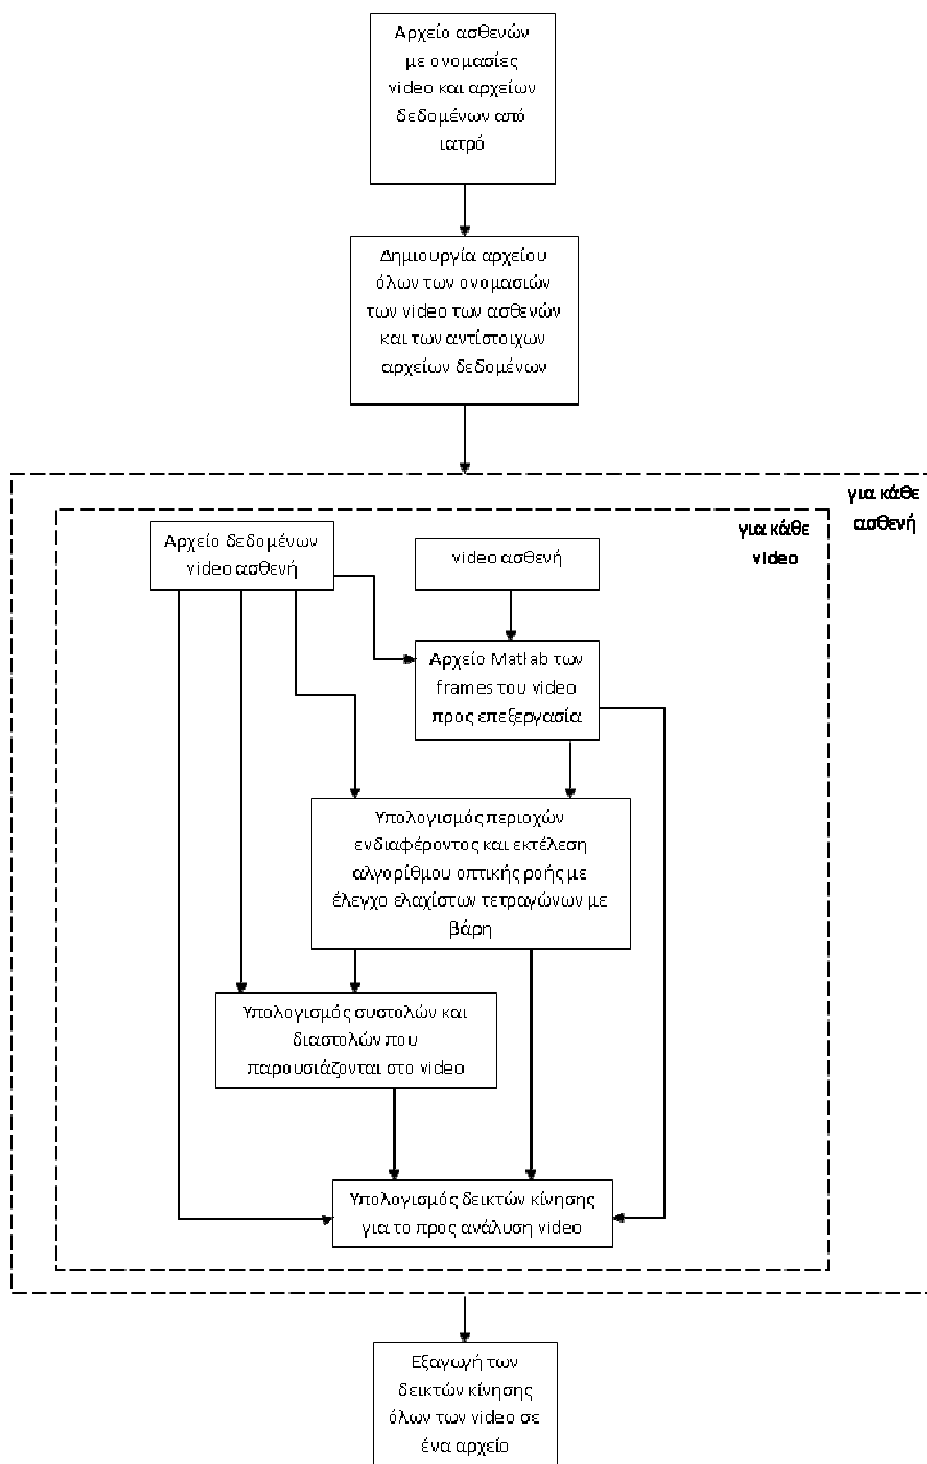 Αρχείο ασθενών
με ονομασίες
video και αρχείων
δεδομένων από
ιατρό
Δημιουργία αρχείου
όλων των ονομασιών
των video των ασθενών
και των αντίστοιχων
αρχείων δεδομένων
για κάθε
ασθενή
για κάθε
video
Αρχείο δεδομένων
video ασθενή
video ασθενή
Αρχείο Matlab των
frames του video
προς επεξεργασία
Υπολογισμός περιοχών
ενδιαφέροντος και εκτέλεση
αλγορίθμου οπτικής ροής με
έλεγχο ελαχίστων τετραγώνων με
βάρη
Υπολογισμός συστολών και
διαστολών που
παρουσιάζονται στο video
Υπολογισμός δεικτών κίνησης
για το προς ανάλυση video
Εξαγωγή των
δεικτών κίνησης
όλων των video σε
ένα αρχείο